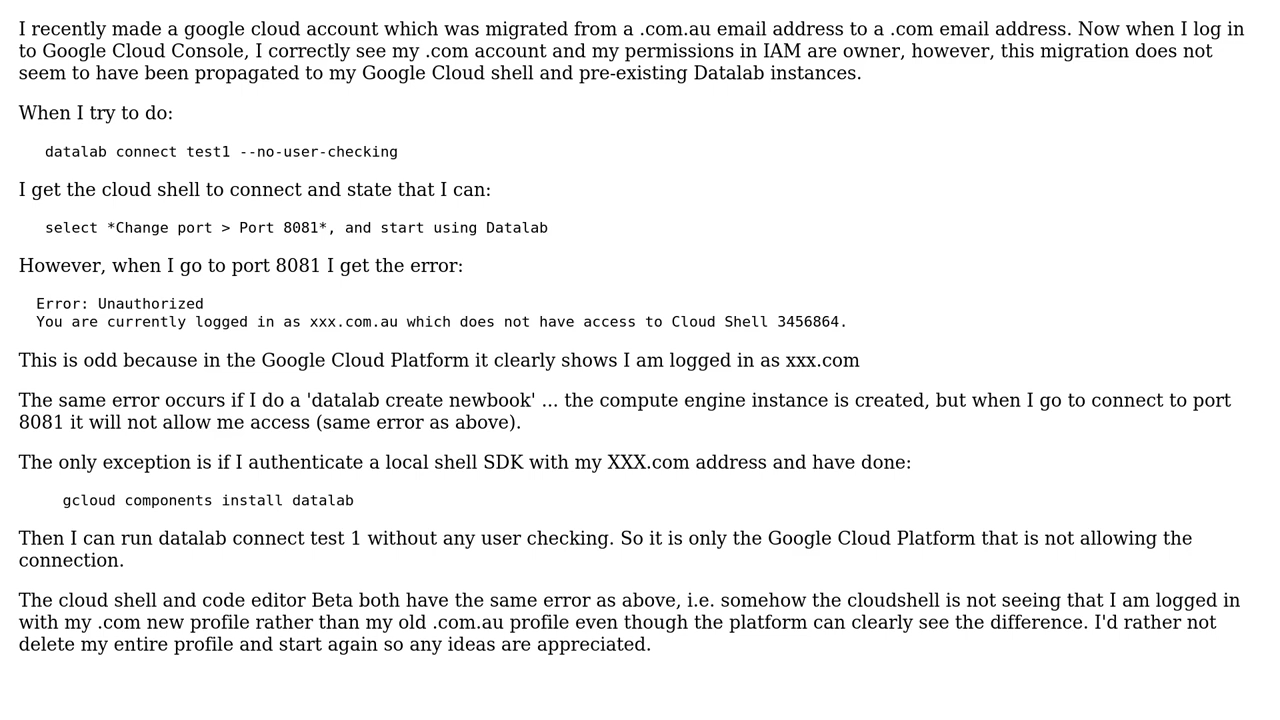 I recently made a google cloud account which was migrated from a .com.au email address to a .com email address. Now when I log in
to Google Cloud Console, I correctly see my .com account and my permissions in IAM are owner, however, this migration does not
seem to have been propagated to my Google Cloud shell and pre-existing Datalab instances.
When I try to do:
datalab connect test1 --no-user-checking
I get the cloud shell to connect and state that I can:
select *Change port > Port 8081*, and start using Datalab
However, when I go to port 8081 I get the error:
Error: Unauthorized
You are currently logged in as xxx.com.au which does not have access to Cloud Shell 3456864.
This is odd because in the Google Cloud Platform it clearly shows I am logged in as xxx.com
The same error occurs if I do a 'datalab create newbook' ... the compute engine instance is created, but when I go to connect to port
8081 it will not allow me access (same error as above).
The only exception is if I authenticate a local shell SDK with my XXX.com address and have done:
gcloud components install datalab
Then I can run datalab connect test 1 without any user checking. So it is only the Google Cloud Platform that is not allowing the
connection.
The cloud shell and code editor Beta both have the same error as above, i.e. somehow the cloudshell is not seeing that I am logged in
with my .com new profile rather than my old .com.au profile even though the platform can clearly see the difference. I'd rather not
delete my entire profile and start again so any ideas are appreciated.